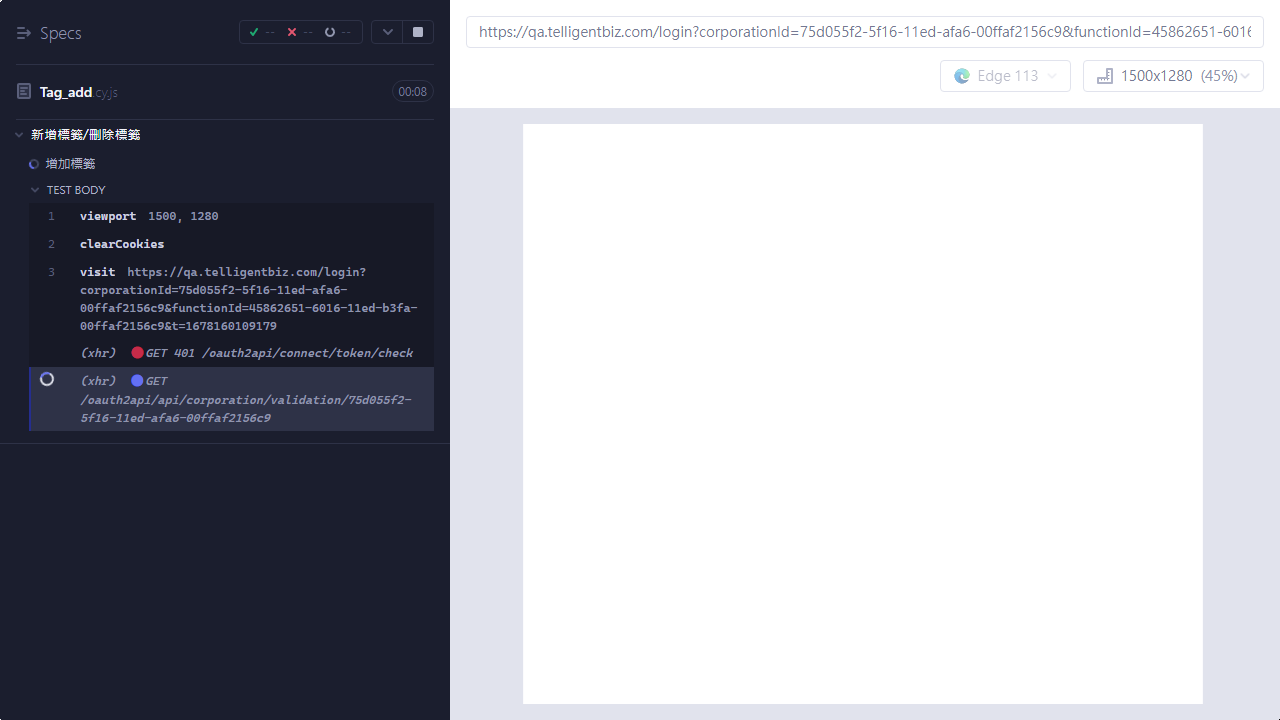 Specs
-- -- --
Tag_add.cy.js 00:08
新增標籤/刪除標籤
增加標籤
TEST BODY
1 viewport 1500, 1280
2 clearCookies
3 visit https://qa.telligentbiz.com/login?
corporationId=75d055f2-5f16-11ed-afa6-
00ffaf2156c9&functionId=45862651-6016-11ed-b3fa-
00ffaf2156c9&t=1678160109179
(xhr) GET 401 /oauth2api/connect/token/check
(xhr) GET
/oauth2api/api/corporation/validation/75d055f2-
5f16-11ed-afa6-00ffaf2156c9
https://qa.telligentbiz.com/login?corporationId=75d055f2-5f16-11ed-afa6-00ffaf2156c9&functionId=45862651-6016
Edge 113
1500x1280 (45%)